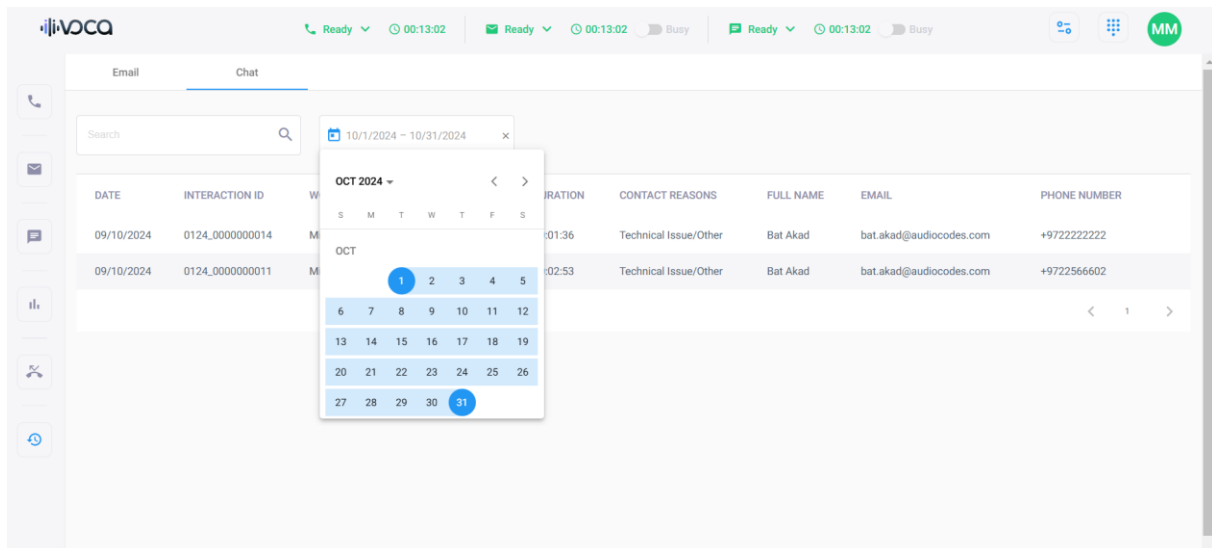 VOCA Ready 00:13:02 Ready 00:13:02 Busy Ready 00:13:02 Busy MM
Email Chat
Search 10/1/2024 – 10/31/2024
OCT 2024
DATE INTERACTION ID CONTACT REASONS FULL NAME EMAIL PHONE NUMBER
S M T W T F S
09/10/2024 0124_0000000014 :01:36 Technical Issue/Other Bat Akad bat.akad@audiocodes.com +9722222222
OCT
09/10/2024 0124_0000000011 :02:53 Technical Issue/Other Bat Akad bat.akad@audiocodes.com +9722566602
1 2 3 4 5
6 7 8 9 10 11 12 1
13 14 15 16 17 18 19
20 21 22 23 24 25 26
27 28 29 30 31